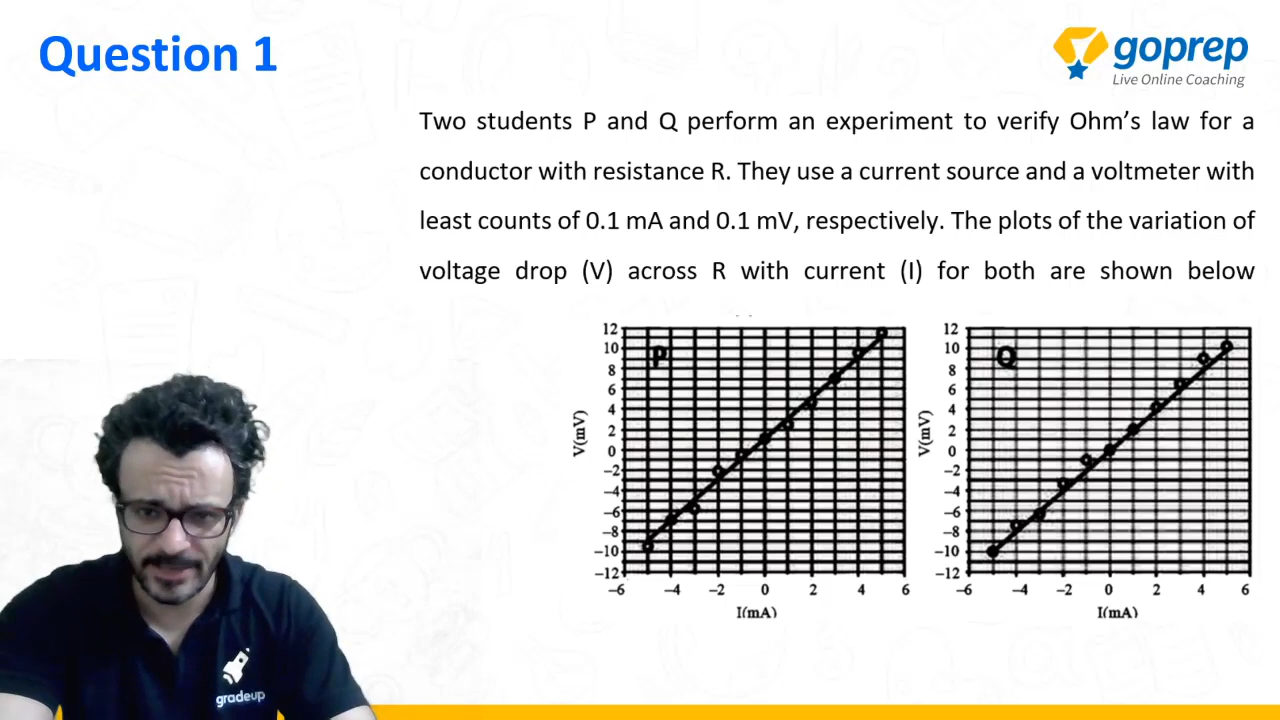 Question 1
goprep
Live Online Coaching
Two students P and Q perform an experiment to verify Ohm’s law for a
conductor with resistance R. They use a current source and a voltmeter with
least counts of 0.1 mA and 0.1 mV, respectively. The plots of the variation of
voltage drop (V) across R with current (I) for both are shown below
P
V(mV)
12
10
8
6
4
2
0
−2
−4
−6
−8
−10
−12
−6 −4 −2 0 2 4 6
I(mA)
Q
V(mV)
12
10
8
6
4
2
0
−2
−4
−6
−8
−10
−12
−6 −4 −2 0 2 4 6
I(mA)
gradeup